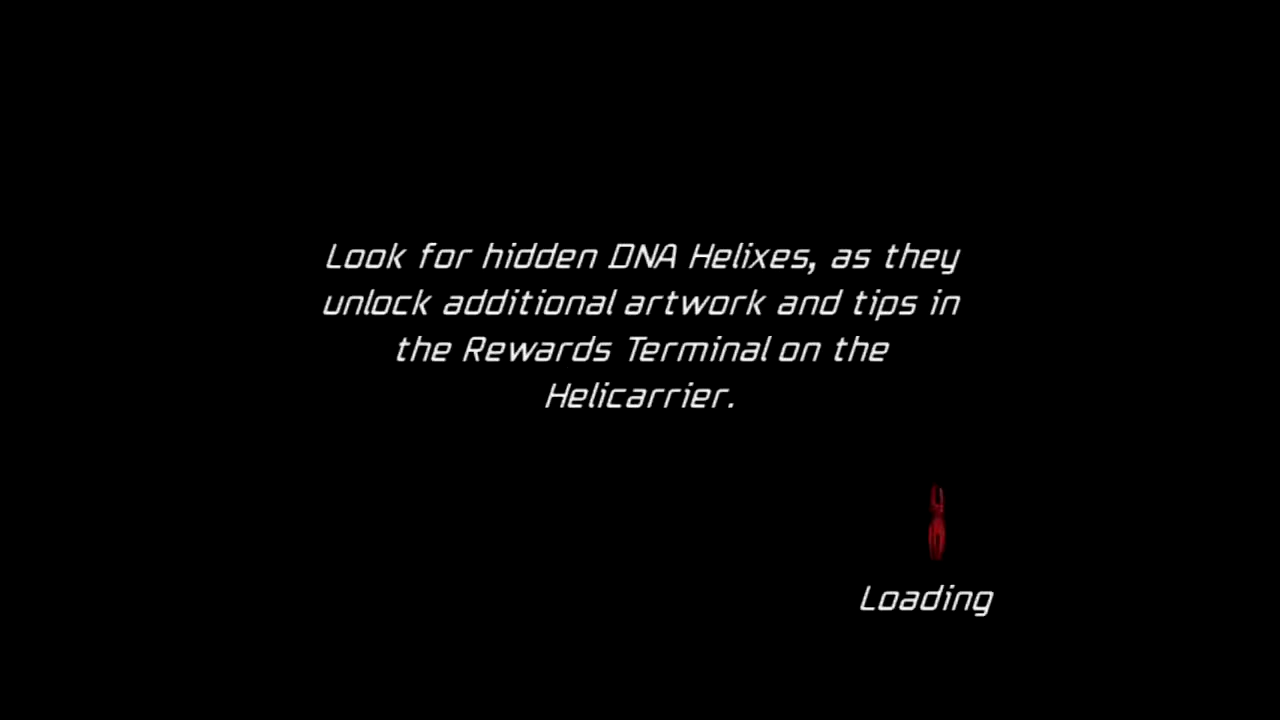 Look for hidden DNA Helixes, as they
unlock additional artwork and tips in
the Rewards Terminal on the
Helicarrier.
Loading